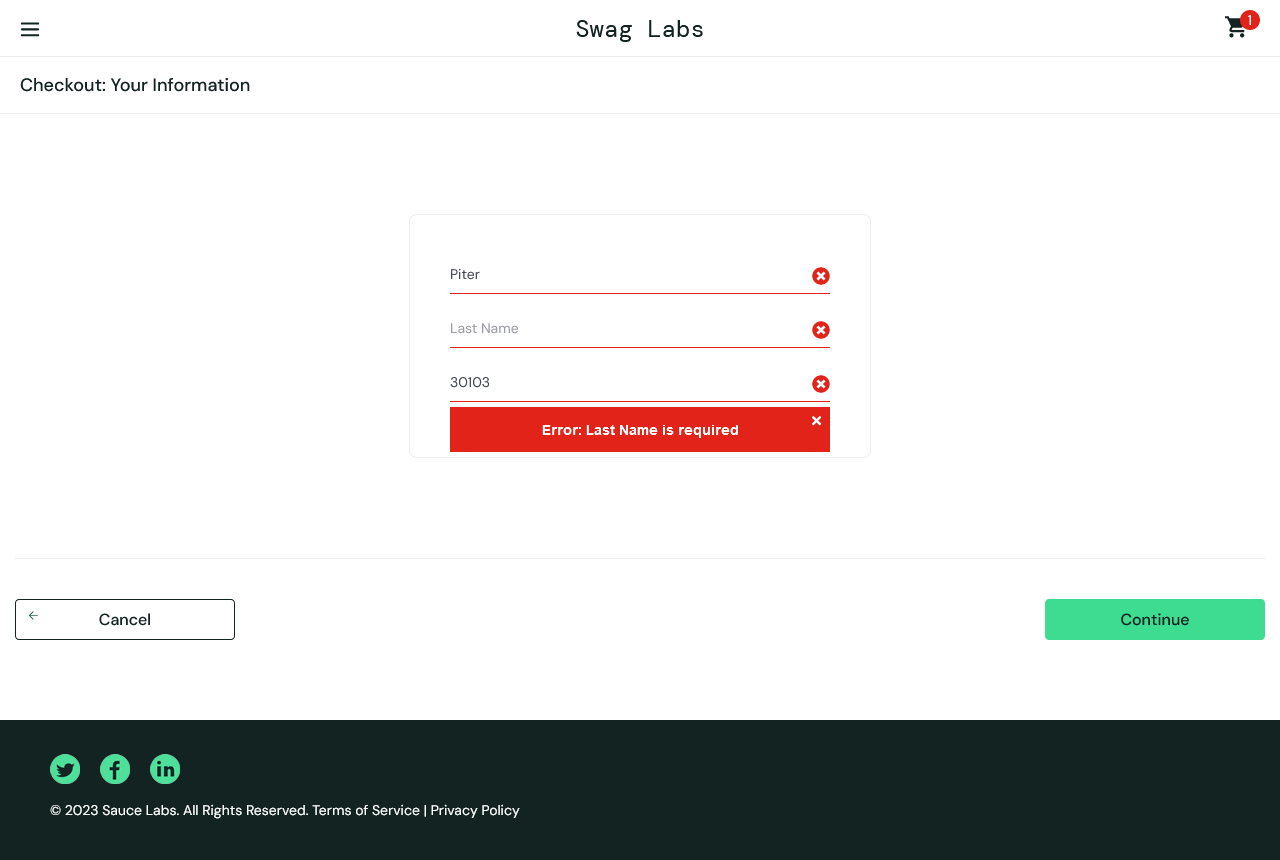 Swag Labs
1
Checkout: Your Information
Piter
Last Name
30103
Error: Last Name is required
Cancel
Continue
© 2023 Sauce Labs. All Rights Reserved. Terms of Service | Privacy Policy